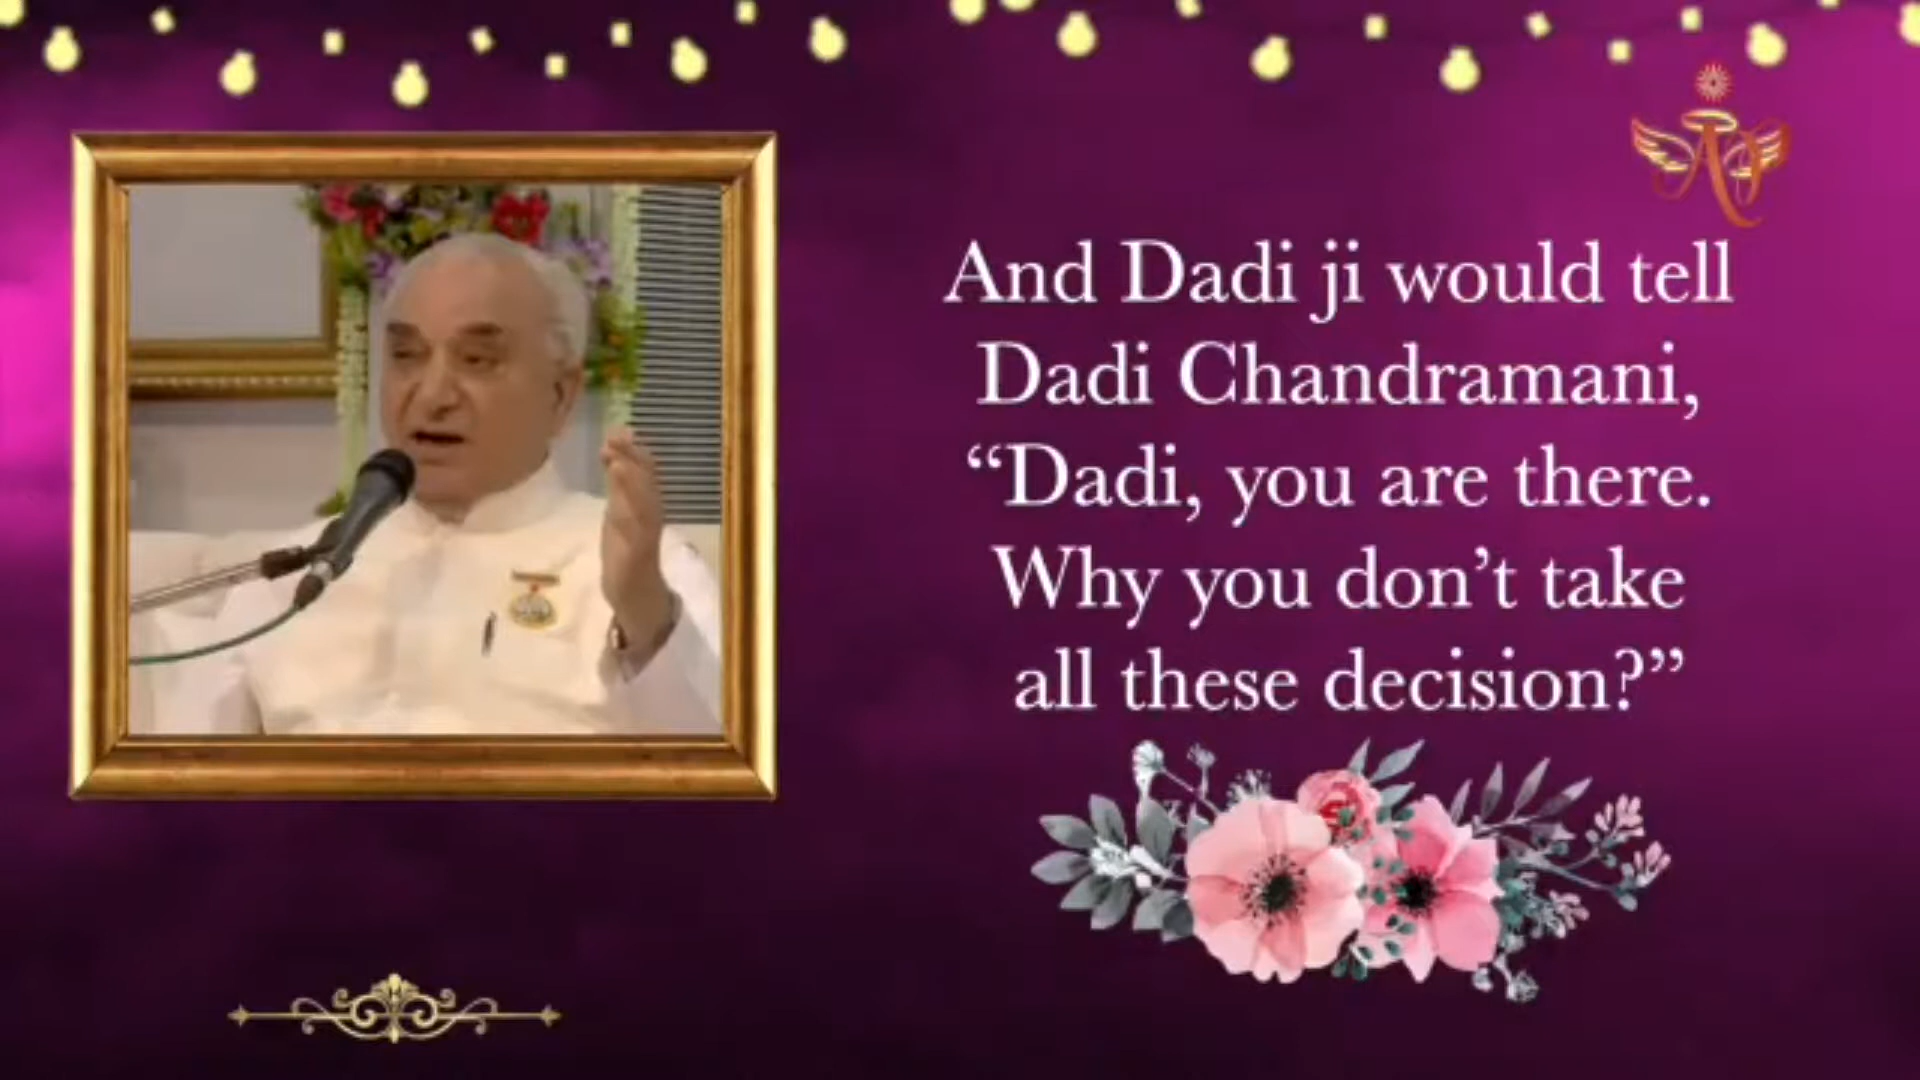 And Dadi ji would tell
Dadi Chandramani,
“Dadi, you are there.
Why you don’t take
all these decision?”